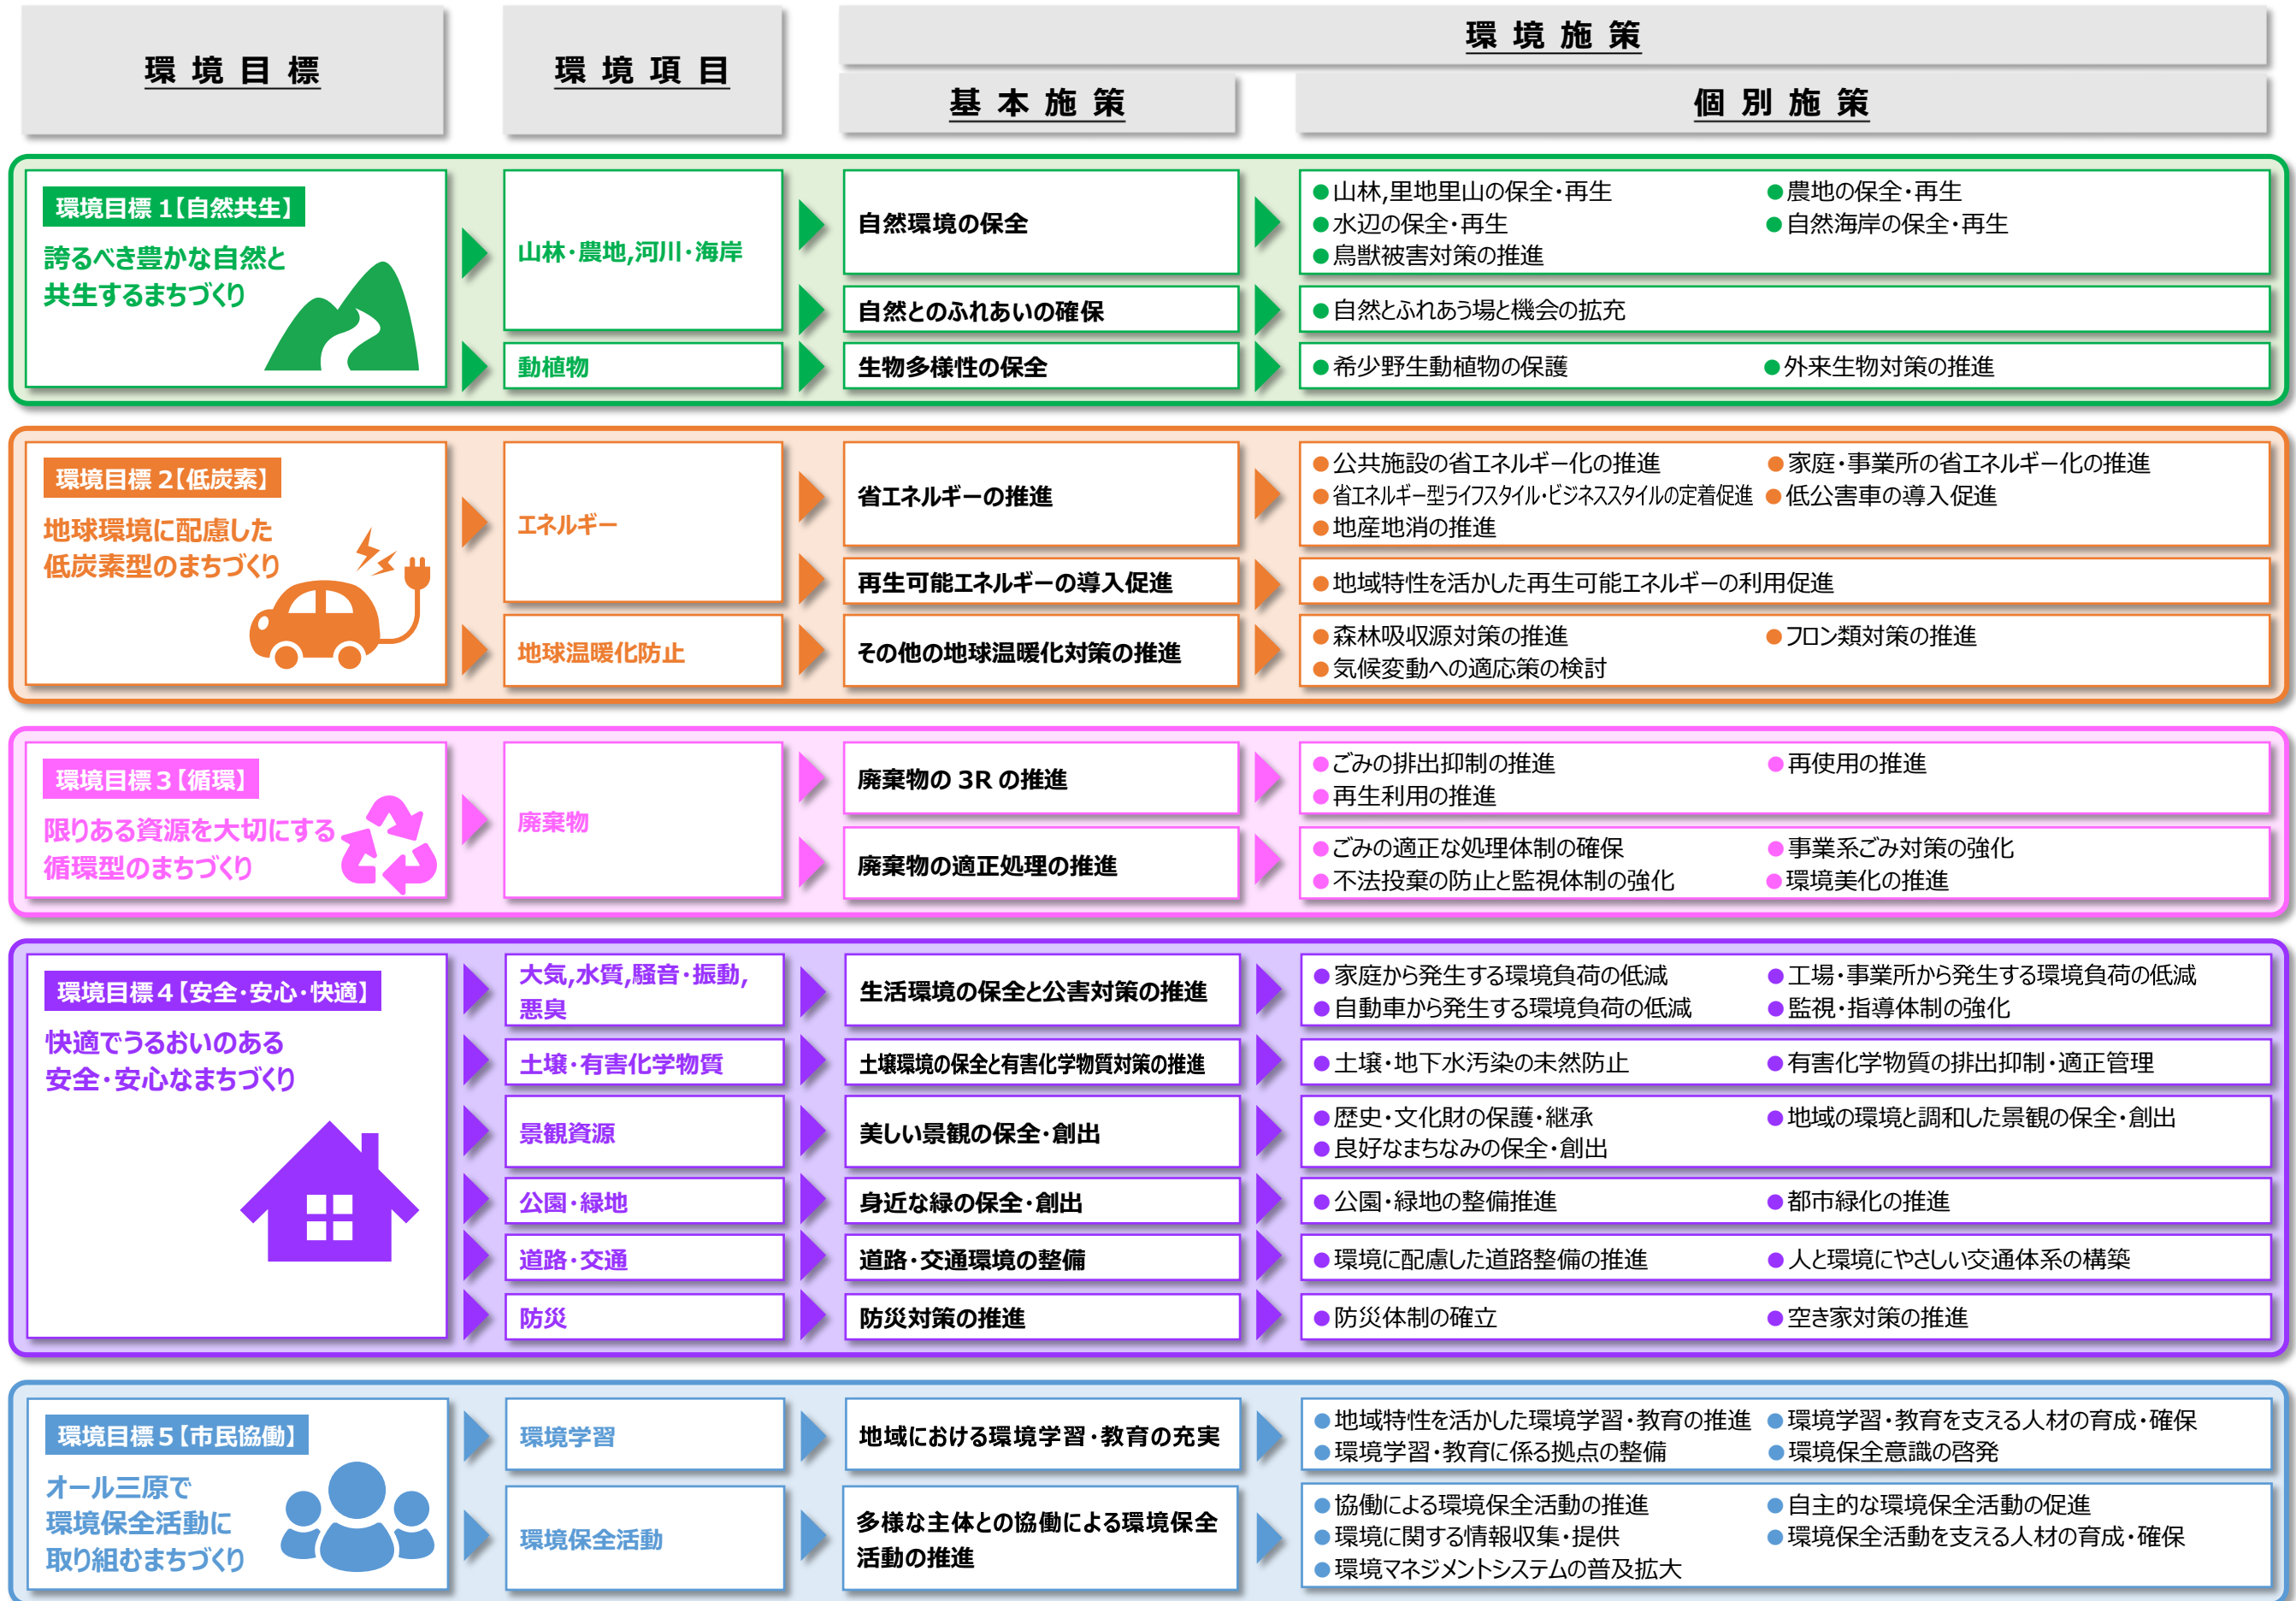 環境目標
環境項目
環境施策
基本施策
個別施策
環境目標1【自然共生】
誇るべき豊かな自然と
共生するまちづくり
山林・農地,河川・海岸
自然環境の保全
●山林,里地里山の保全・再生 ●農地の保全・再生
●水辺の保全・再生 ●自然海岸の保全・再生
●鳥獣被害対策の推進
自然とのふれあいの確保
●自然とふれあう場と機会の拡充
動植物
生物多様性の保全
●希少野生動植物の保護 ●外来生物対策の推進
環境目標2【低炭素】
地球環境に配慮した
低炭素型のまちづくり
エネルギー
省エネルギーの推進
●公共施設の省エネルギー化の推進 ●家庭・事業所の省エネルギー化の推進
●省エネルギー型ライフスタイル・ビジネススタイルの定着促進 ●低公害車の導入促進
●地産地消の推進
再生可能エネルギーの導入促進
●地域特性を活かした再生可能エネルギーの利用促進
地球温暖化防止
その他の地球温暖化対策の推進
●森林吸収源対策の推進 ●フロン類対策の推進
●気候変動への適応策の検討
環境目標3【循環】
限りある資源を大切にする
循環型のまちづくり
廃棄物
廃棄物の3Rの推進
●ごみの排出抑制の推進 ●再使用の推進
●再生利用の推進
廃棄物の適正処理の推進
●ごみの適正な処理体制の確保 ●事業系ごみ対策の強化
●不法投棄の防止と監視体制の強化 ●環境美化の推進
環境目標4【安全・安心・快適】
快適でうるおいのある
安全・安心なまちづくり
大気,水質,騒音・振動,
悪臭
生活環境の保全と公害対策の推進
●家庭から発生する環境負荷の低減 ●工場・事業所から発生する環境負荷の低減
●自動車から発生する環境負荷の低減 ●監視・指導体制の強化
土壌・有害化学物質
土壌環境の保全と有害化学物質対策の推進
●土壌・地下水汚染の未然防止 ●有害化学物質の排出抑制・適正管理
景観資源
美しい景観の保全・創出
●歴史・文化財の保護・継承 ●地域の環境と調和した景観の保全・創出
●良好なまちなみの保全・創出
公園・緑地
身近な緑の保全・創出
●公園・緑地の整備推進 ●都市緑化の推進
道路・交通
道路・交通環境の整備
●環境に配慮した道路整備の推進 ●人と環境にやさしい交通体系の構築
防災
防災対策の推進
●防災体制の確立 ●空き家対策の推進
環境目標5【市民協働】
オール三原で
環境保全活動に
取り組むまちづくり
環境学習
地域における環境学習・教育の充実
●地域特性を活かした環境学習・教育の推進 ●環境学習・教育を支える人材の育成・確保
●環境学習・教育に係る拠点の整備 ●環境保全意識の啓発
環境保全活動
多様な主体との協働による環境保全
活動の推進
●協働による環境保全活動の推進 ●自主的な環境保全活動の促進
●環境に関する情報収集・提供 ●環境保全活動を支える人材の育成・確保
●環境マネジメントシステムの普及拡大